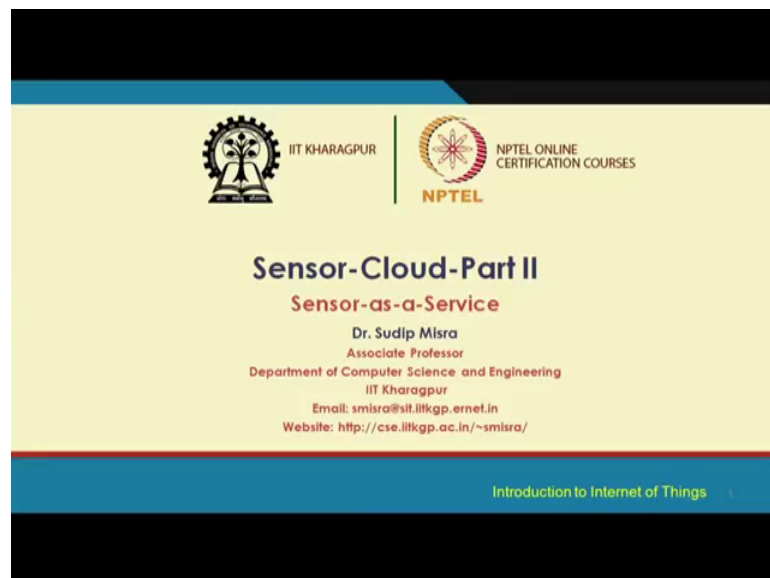 IIT KHARAGPUR
NPTEL ONLINE
CERTIFICATION COURSES
NPTEL
Sensor-Cloud-Part II
Sensor-as-a-Service
Dr. Sudip Misra
Associate Professor
Department of Computer Science and Engineering
IIT Kharagpur
Email: smisra@sit.iitkgp.ernet.in
Website: http://cse.iitkgp.ac.in/~smisra/
Introduction to Internet of Things
1